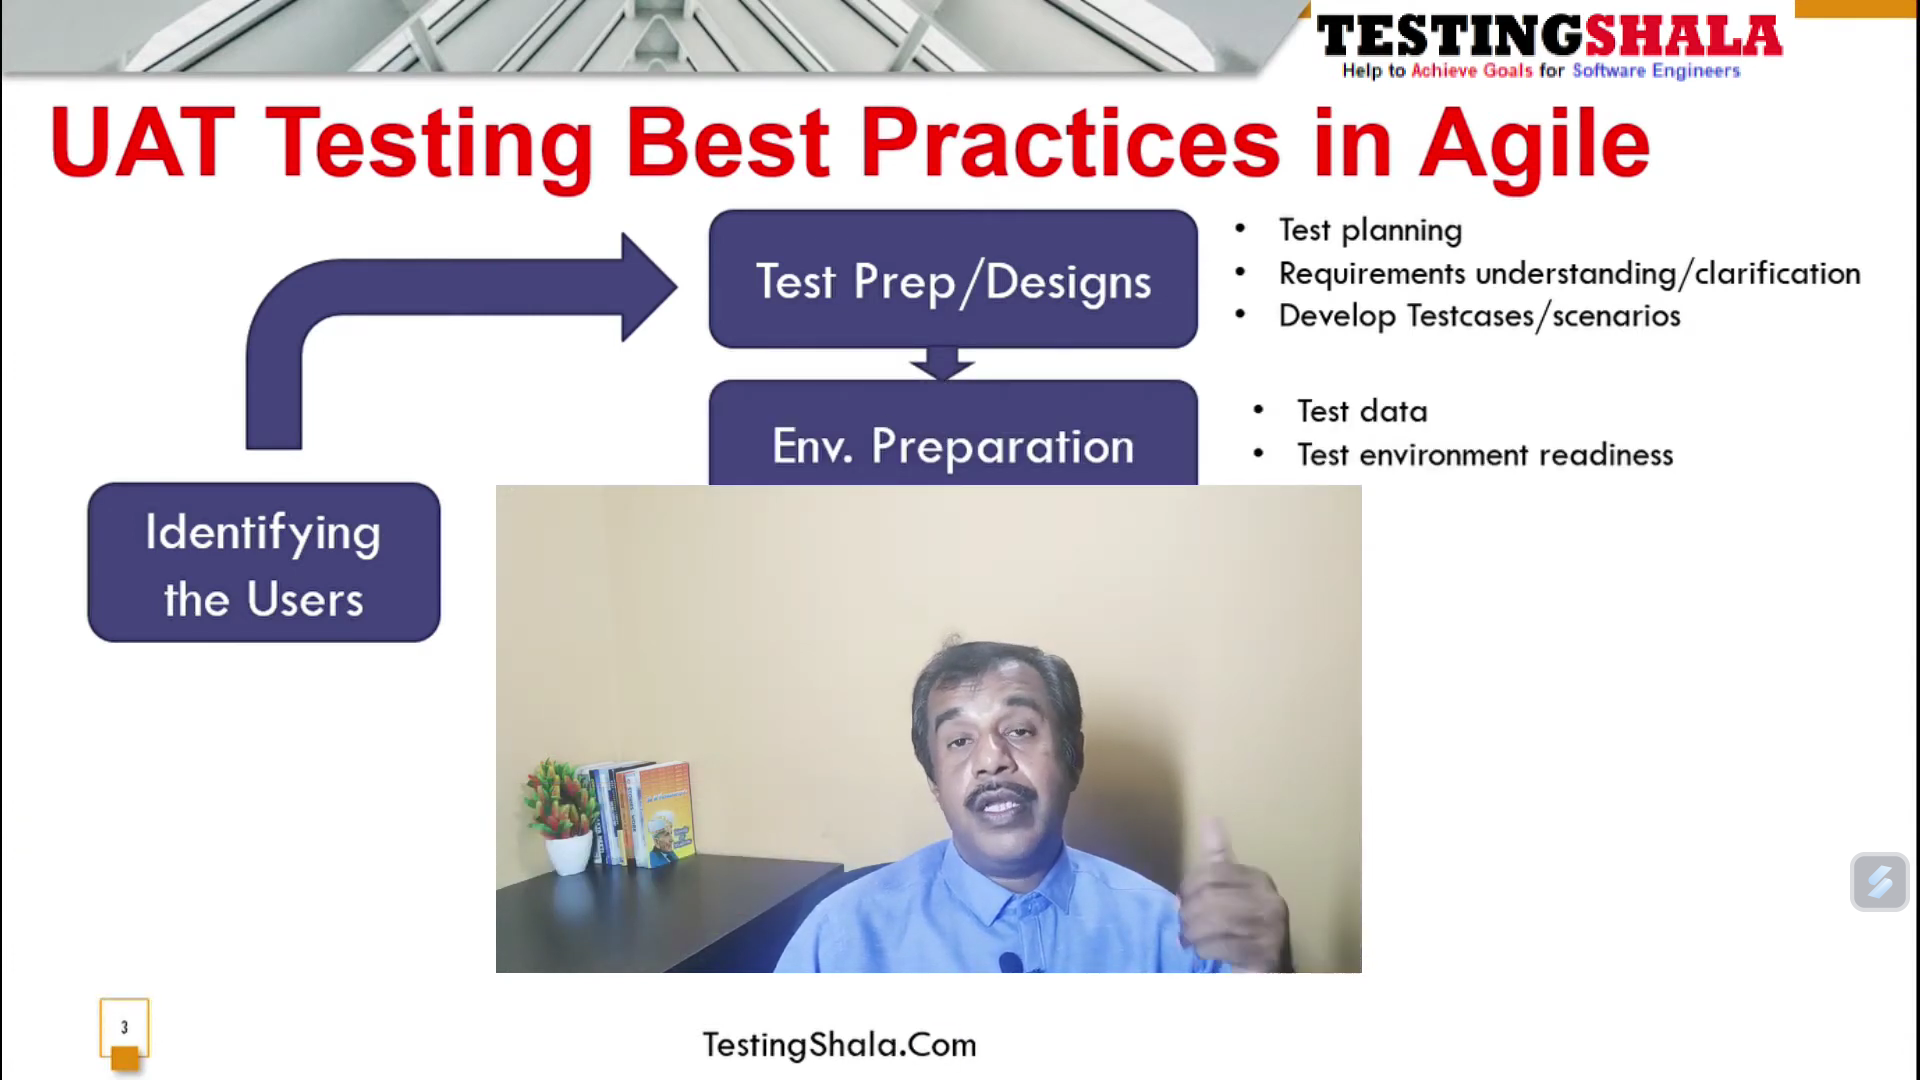 TESTINGSHALA
Help to Achieve Goals for Software Engineers
UAT Testing Best Practices in Agile
Test Prep/Designs
• Test planning
• Requirements understanding/clarification
• Develop Testcases/scenarios
Env. Preparation
• Test data
• Test environment readiness
Identifying
the Users
3
TestingShala.Com